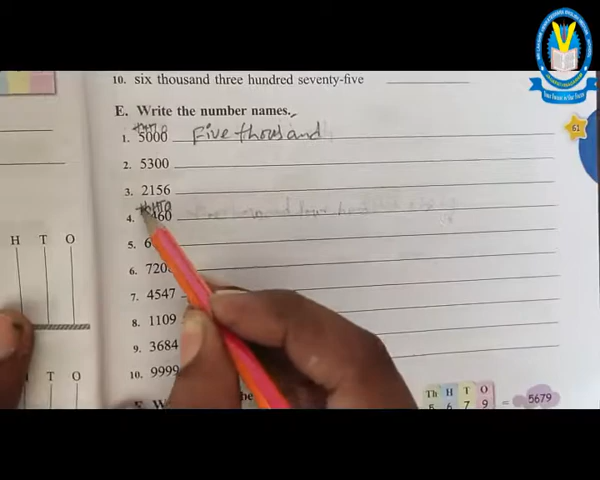 10. six thousand three hundred seventy-five
E. Write the number names.
Th H T O
1. 5000 Five thousand
2. 5300
3. 2156
Th H T O
4. 460
5. 6
6. 720
7. 4547
8. 1109
9. 3684
10. 9999
61
H T O
T O
Th H T O
5 6 7 9 = 5679